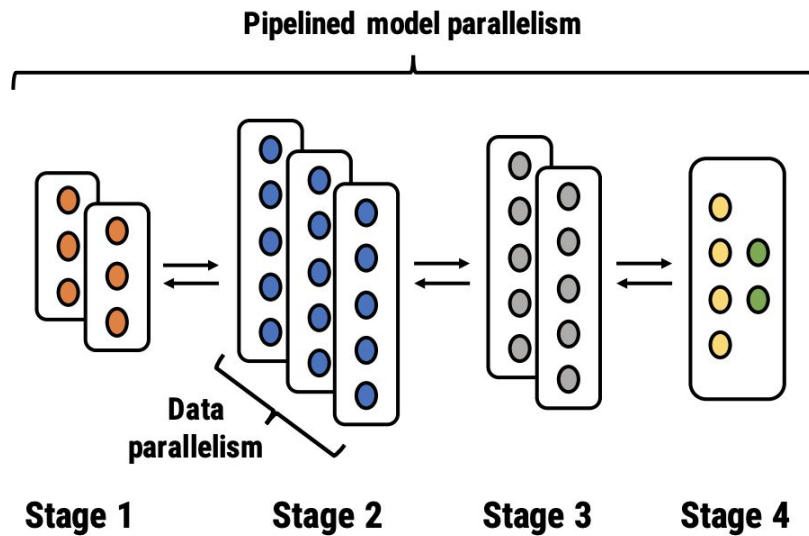 Pipelined model parallelism
Data
parallelism
Stage 1
Stage 2
Stage 3
Stage 4